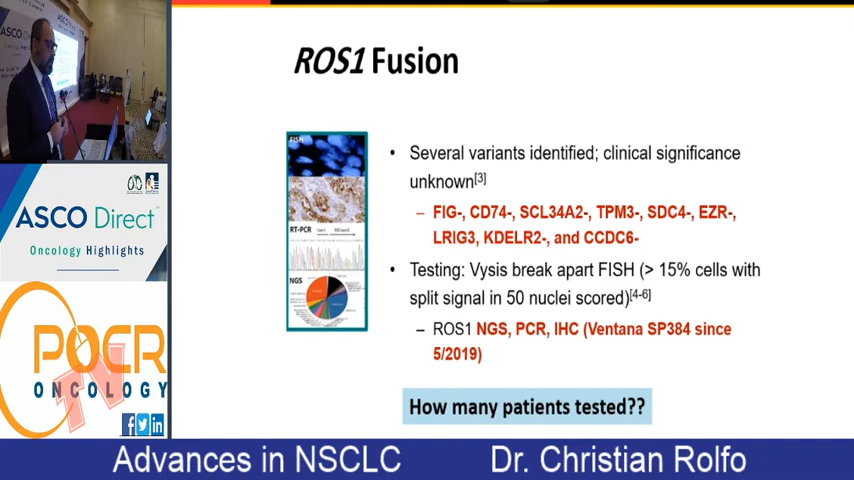 ROS1 Fusion
FISH
RT-PCR
NGS
• Several variants identified; clinical significance
unknown[3]
– FIG-, CD74-, SCL34A2-, TPM3-, SDC4-, EZR-,
LRIG3, KDELR2-, and CCDC6-
• Testing: Vysis break apart FISH (> 15% cells with
split signal in 50 nuclei scored)[4-6]
– ROS1 NGS, PCR, IHC (Ventana SP384 since
5/2019)
How many patients tested??
ASCO Direct™
Oncology Highlights
POCR
ONCOLOGY
TV
Advances in NSCLC Dr. Christian Rolfo